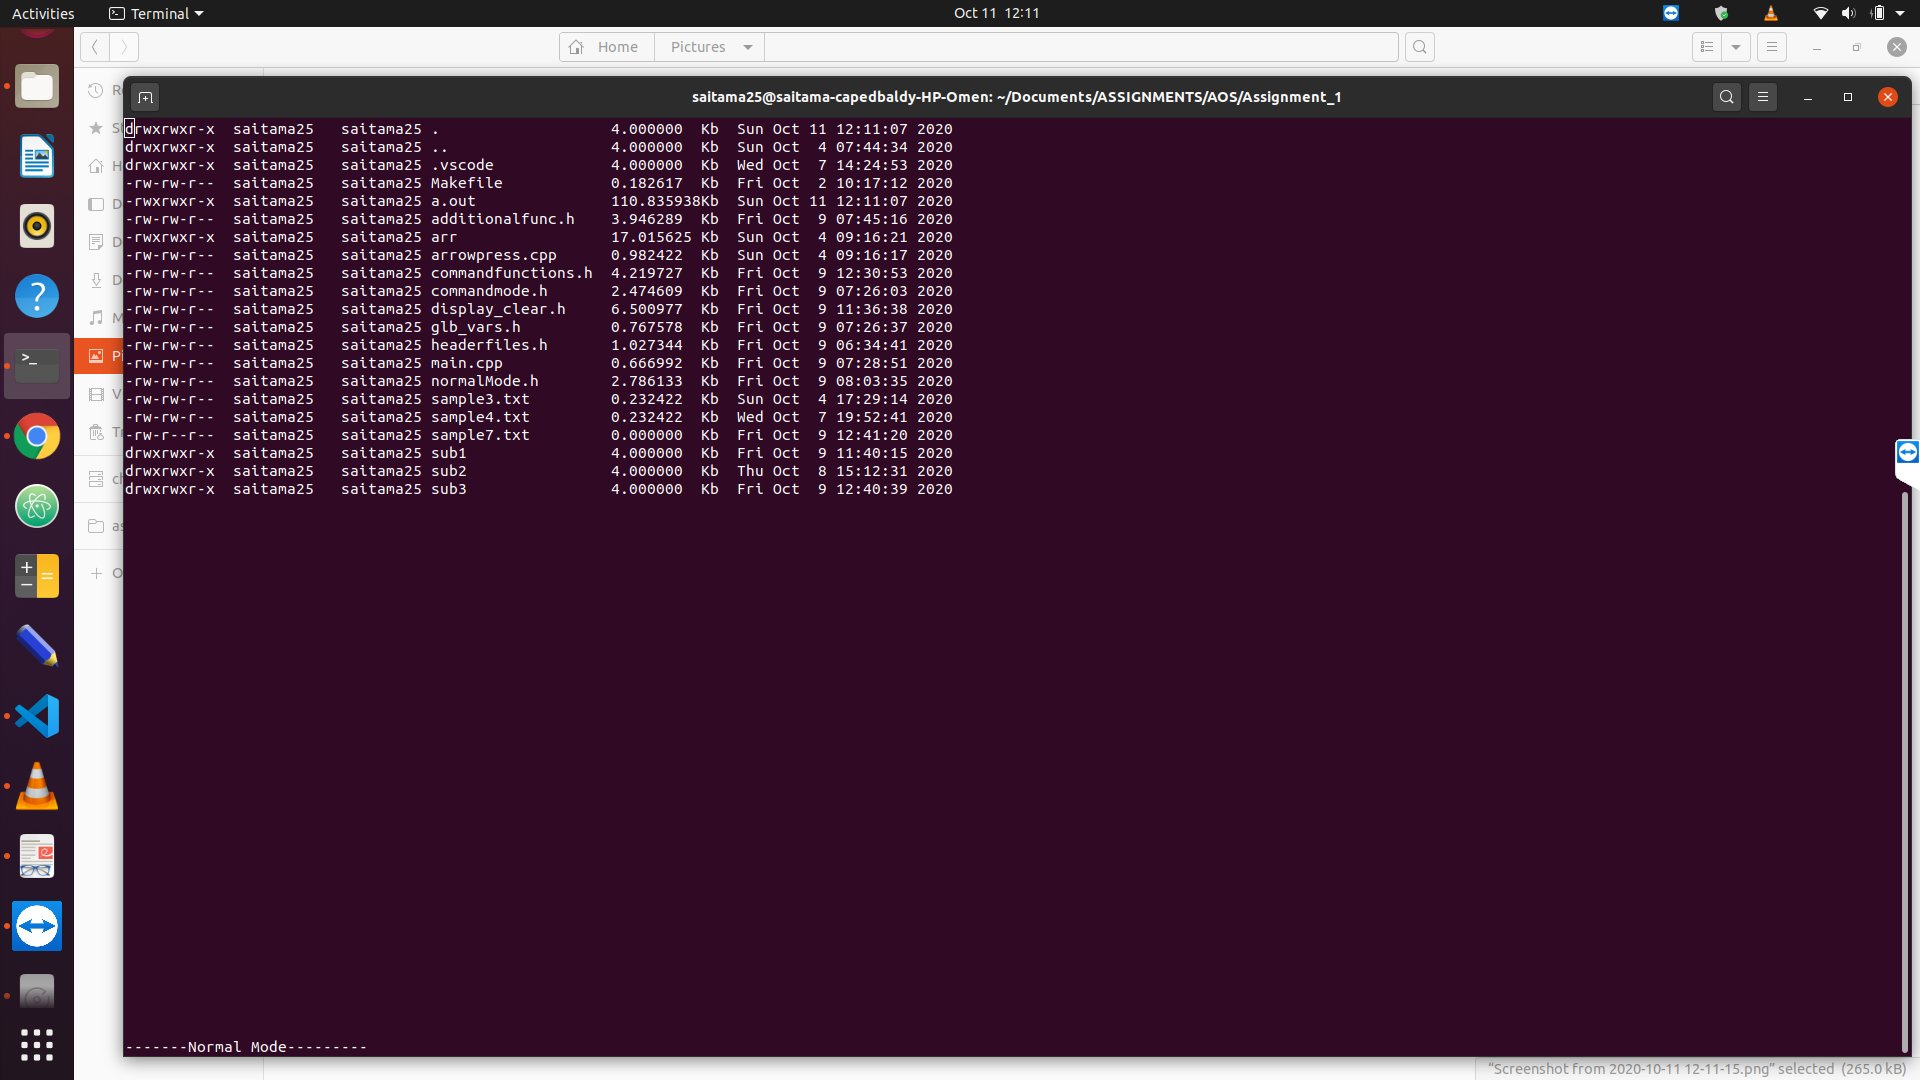 Activities Terminal Oct 11 12:11
Home Pictures
saitama25@saitama-capedbaldy-HP-Omen: ~/Documents/ASSIGNMENTS/AOS/Assignment_1
drwxrwxr-x saitama25 saitama25 . 4.000000 Kb Sun Oct 11 12:11:07 2020
drwxrwxr-x saitama25 saitama25 .. 4.000000 Kb Sun Oct 4 07:44:34 2020
drwxrwxr-x saitama25 saitama25 .vscode 4.000000 Kb Wed Oct 7 14:24:53 2020
-rw-rw-r-- saitama25 saitama25 Makefile 0.182617 Kb Fri Oct 2 10:17:12 2020
-rwxrwxr-x saitama25 saitama25 a.out 110.835938Kb Sun Oct 11 12:11:07 2020
-rw-rw-r-- saitama25 saitama25 additionalfunc.h 3.946289 Kb Fri Oct 9 07:45:16 2020
-rwxrwxr-x saitama25 saitama25 arr 17.015625 Kb Sun Oct 4 09:16:21 2020
-rw-rw-r-- saitama25 saitama25 arrowpress.cpp 0.982422 Kb Sun Oct 4 09:16:17 2020
-rw-rw-r-- saitama25 saitama25 commandfunctions.h 4.219727 Kb Fri Oct 9 12:30:53 2020
-rw-rw-r-- saitama25 saitama25 commandmode.h 2.474609 Kb Fri Oct 9 07:26:03 2020
-rw-rw-r-- saitama25 saitama25 display_clear.h 6.500977 Kb Fri Oct 9 11:36:38 2020
-rw-rw-r-- saitama25 saitama25 glb_vars.h 0.767578 Kb Fri Oct 9 07:26:37 2020
-rw-rw-r-- saitama25 saitama25 headerfiles.h 1.027344 Kb Fri Oct 9 06:34:41 2020
-rw-rw-r-- saitama25 saitama25 main.cpp 0.666992 Kb Fri Oct 9 07:28:51 2020
-rw-rw-r-- saitama25 saitama25 normalMode.h 2.786133 Kb Fri Oct 9 08:03:35 2020
-rw-rw-r-- saitama25 saitama25 sample3.txt 0.232422 Kb Sun Oct 4 17:29:14 2020
-rw-rw-r-- saitama25 saitama25 sample4.txt 0.232422 Kb Wed Oct 7 19:52:41 2020
-rw-r--r-- saitama25 saitama25 sample7.txt 0.000000 Kb Fri Oct 9 12:41:20 2020
drwxrwxr-x saitama25 saitama25 sub1 4.000000 Kb Fri Oct 9 11:40:15 2020
drwxrwxr-x saitama25 saitama25 sub2 4.000000 Kb Thu Oct 8 15:12:31 2020
drwxrwxr-x saitama25 saitama25 sub3 4.000000 Kb Fri Oct 9 12:40:39 2020
-------Normal Mode---------
"Screenshot from 2020-10-11 12-11-15.png" selected (265.0 kB)